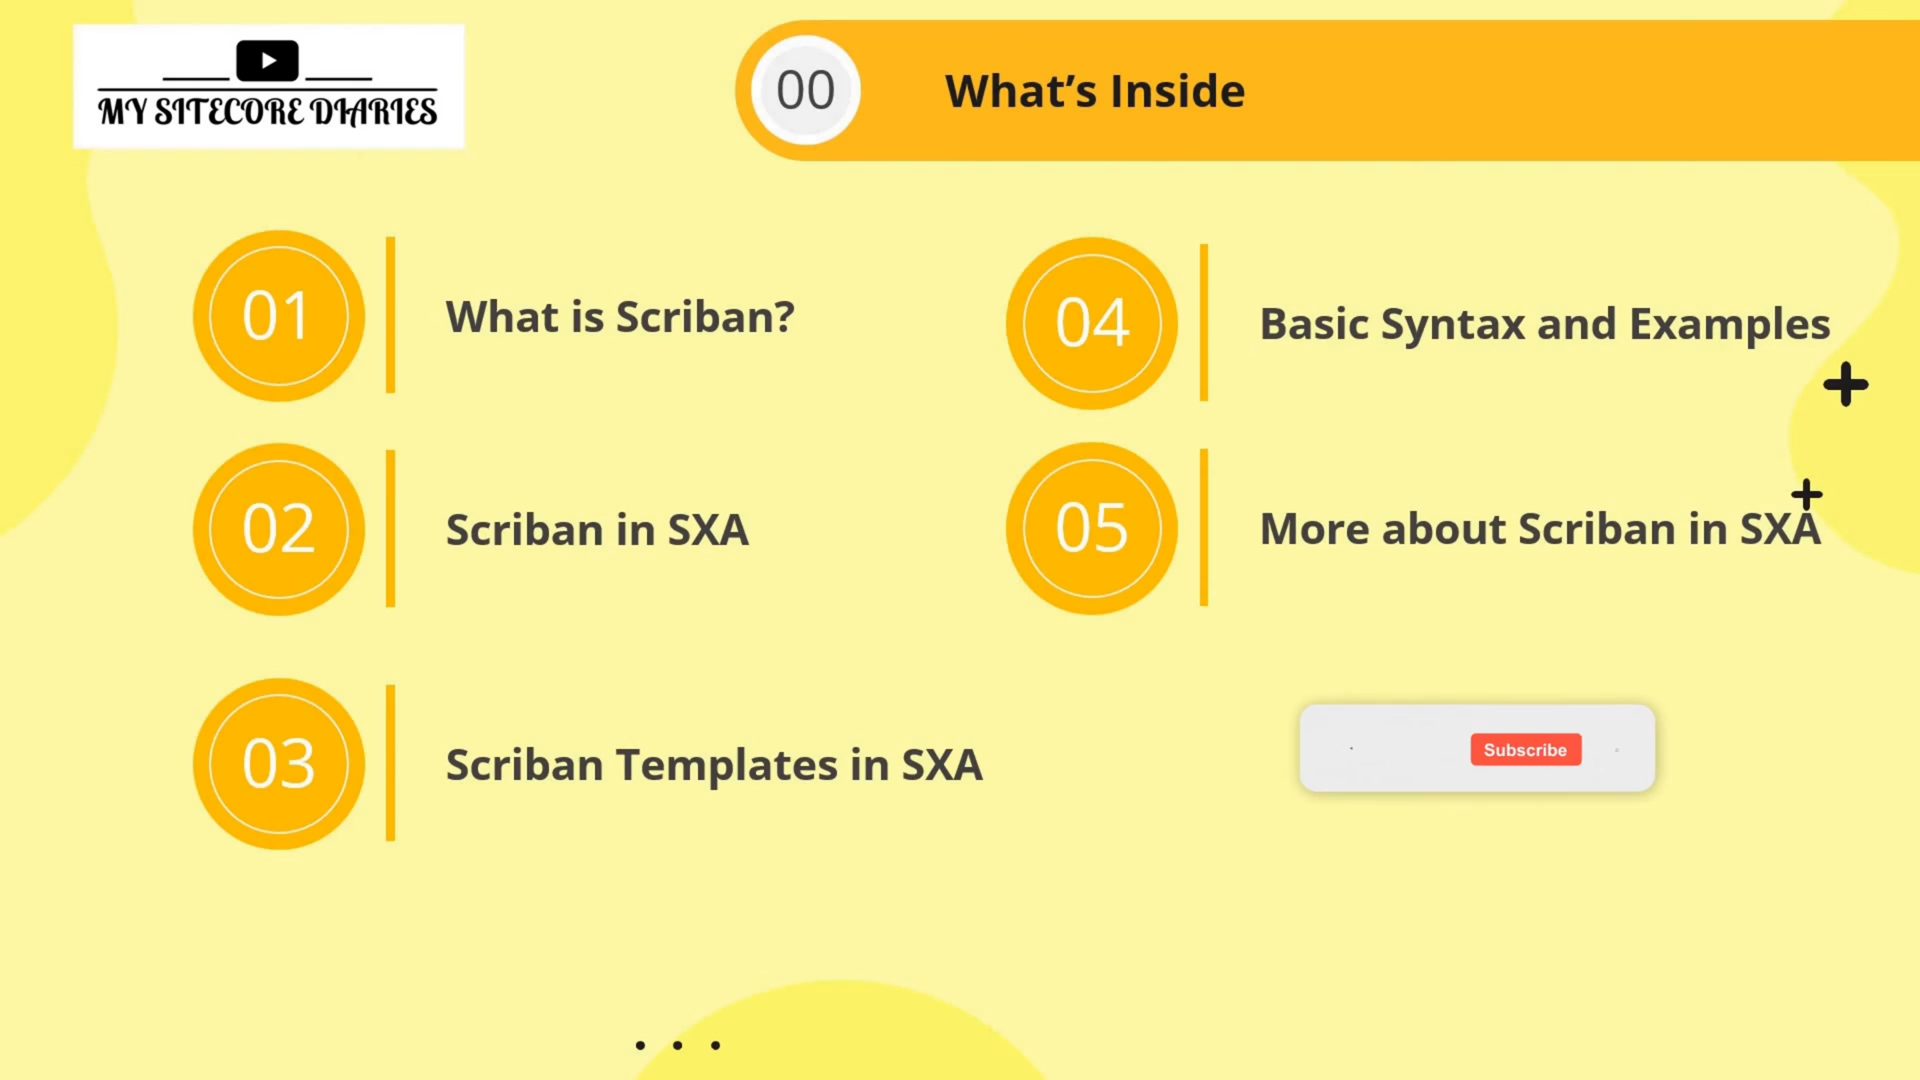 MY SITECORE DIARIES
00
What’s Inside
01
What is Scriban?
02
Scriban in SXA
03
Scriban Templates in SXA
04
Basic Syntax and Examples
05
More about Scriban in SXA
Subscribe